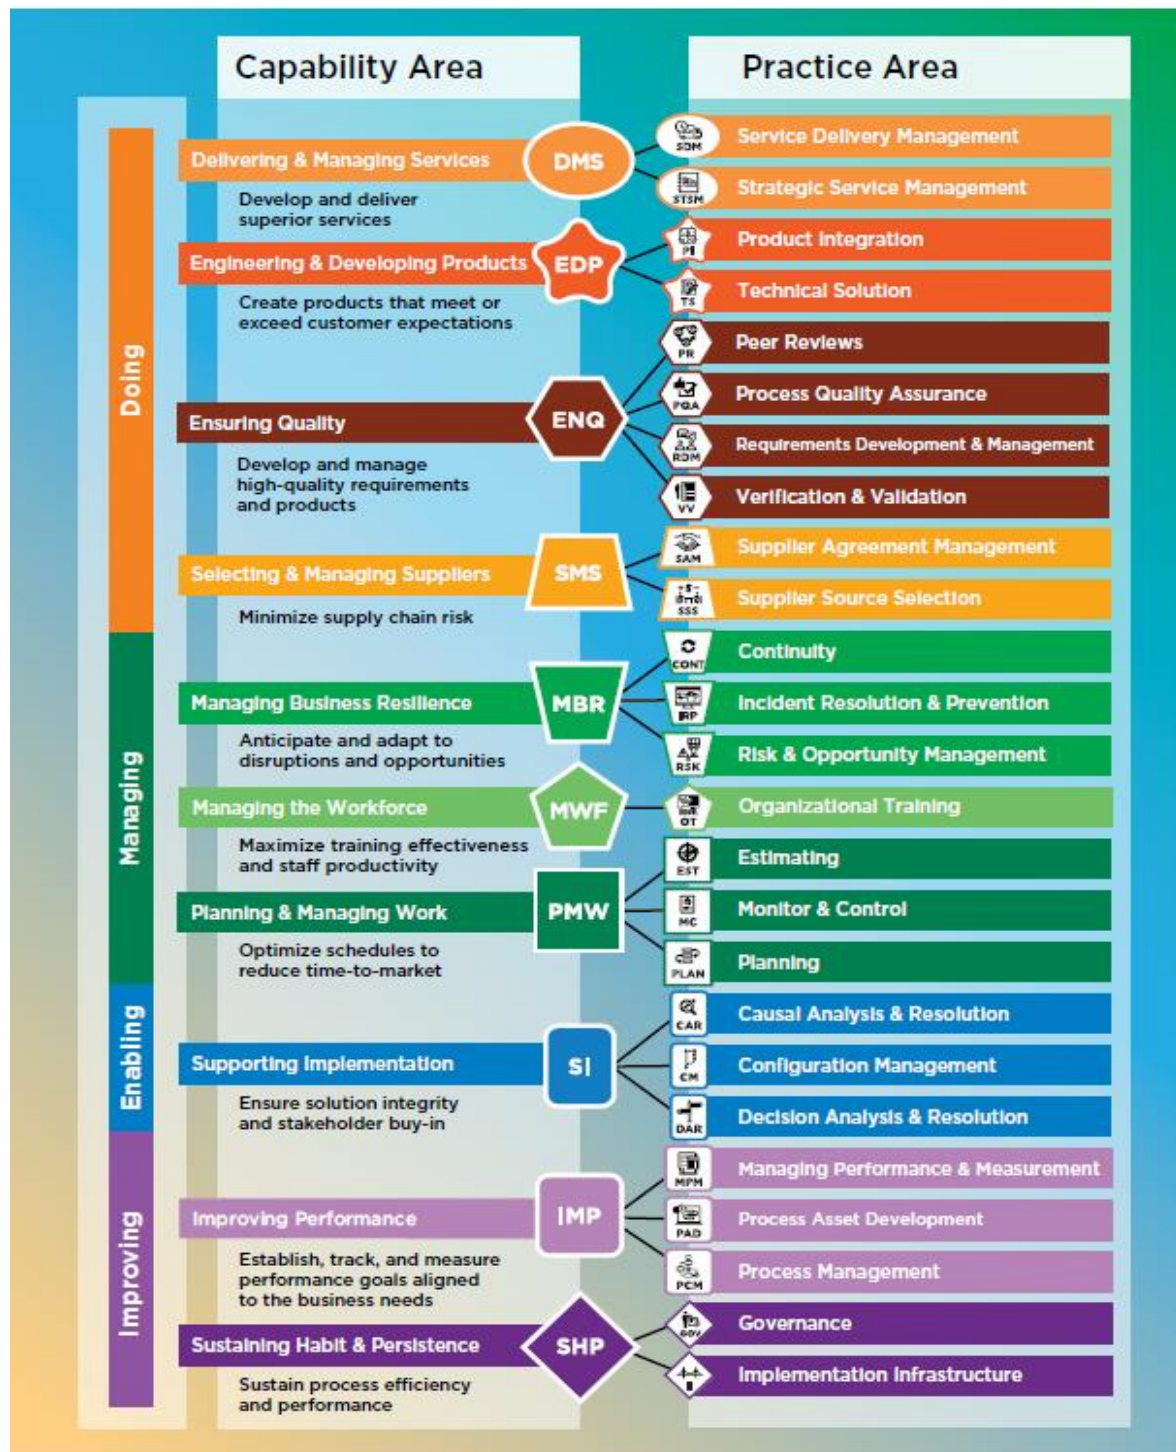 Capability Area
Practice Area
Doing
Delivering & Managing Services
DMS
Develop and deliver
superior services
SDM
Service Delivery Management
STSM
Strategic Service Management
Engineering & Developing Products
EDP
Create products that meet or
exceed customer expectations
PI
Product Integration
TS
Technical Solution
Ensuring Quality
ENQ
Develop and manage
high-quality requirements
and products
PR
Peer Reviews
PQA
Process Quality Assurance
RDM
Requirements Development & Management
VV
Verification & Validation
Selecting & Managing Suppliers
SMS
Minimize supply chain risk
SAM
Supplier Agreement Management
SSS
Supplier Source Selection
Managing
Managing Business Resilience
MBR
Anticipate and adapt to
disruptions and opportunities
CONT
Continuity
IRP
Incident Resolution & Prevention
RSK
Risk & Opportunity Management
Managing the Workforce
MWF
Maximize training effectiveness
and staff productivity
OT
Organizational Training
Planning & Managing Work
PMW
Optimize schedules to
reduce time-to-market
EST
Estimating
MC
Monitor & Control
PLAN
Planning
Enabling
Supporting Implementation
SI
Ensure solution integrity
and stakeholder buy-in
CAR
Causal Analysis & Resolution
CM
Configuration Management
DAR
Decision Analysis & Resolution
Improving
Improving Performance
IMP
Establish, track, and measure
performance goals aligned
to the business needs
MPM
Managing Performance & Measurement
PAD
Process Asset Development
PCM
Process Management
Sustaining Habit & Persistence
SHP
Sustain process efficiency
and performance
GOV
Governance
Implementation Infrastructure